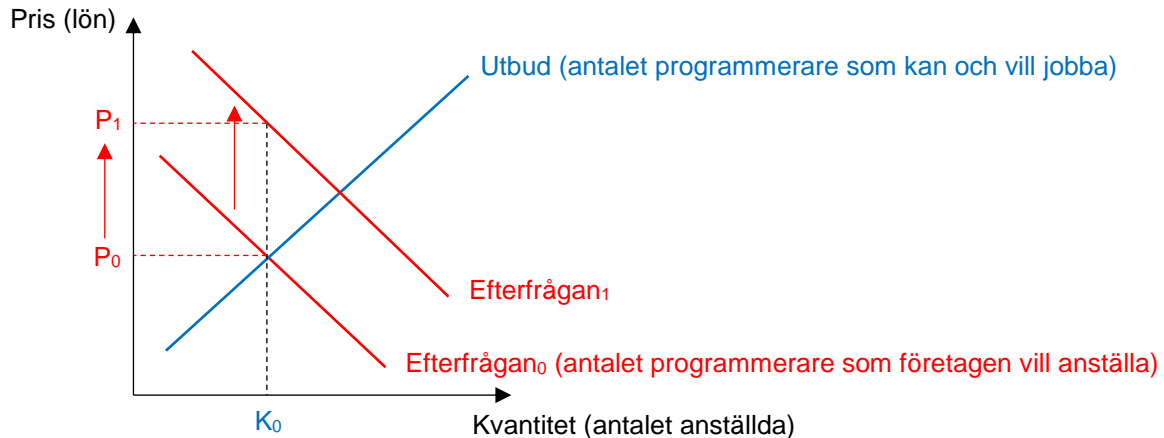 Pris (lön)
Utbud (antalet programmerare som kan och vill jobba)
P₁
P₀
Efterfrågan₁
Efterfrågan₀ (antalet programmerare som företagen vill anställa)
K₀
Kvantitet (antalet anställda)